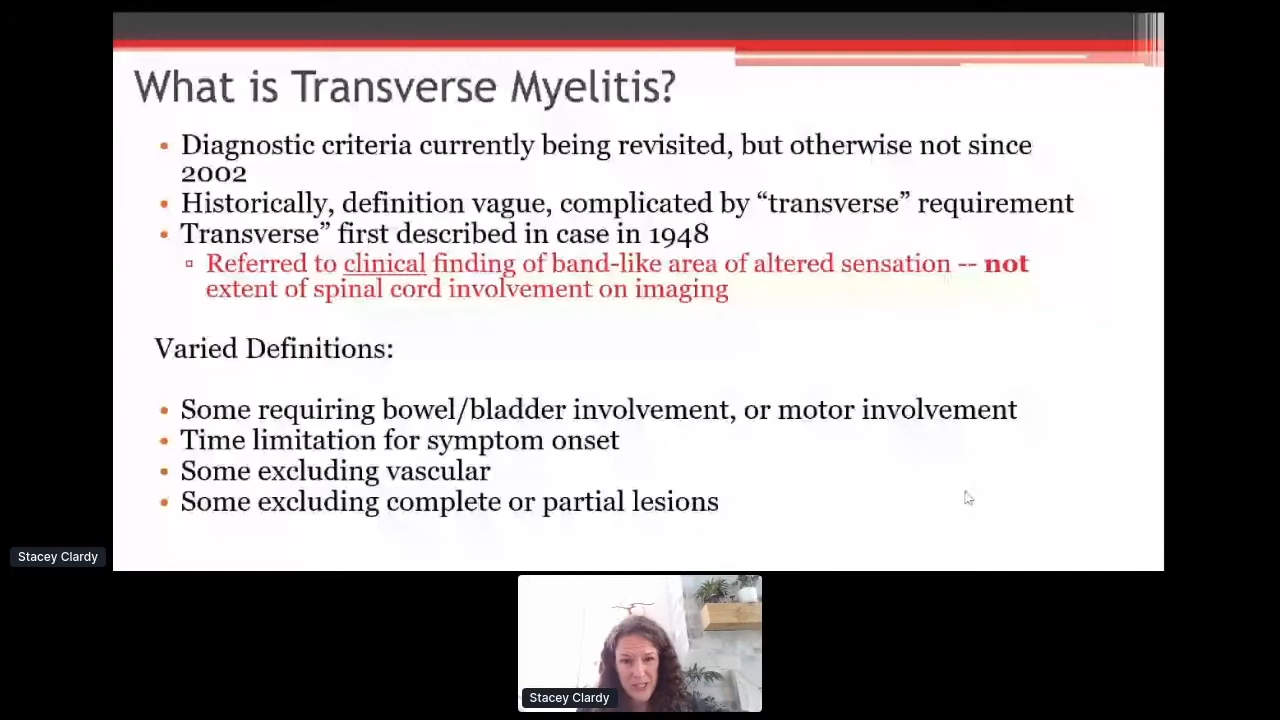 What is Transverse Myelitis?
• Diagnostic criteria currently being revisited, but otherwise not since
2002
• Historically, definition vague, complicated by “transverse” requirement
• Transverse” first described in case in 1948
▫ Referred to clinical finding of band-like area of altered sensation -- not
extent of spinal cord involvement on imaging
Varied Definitions:
• Some requiring bowel/bladder involvement, or motor involvement
• Time limitation for symptom onset
• Some excluding vascular
• Some excluding complete or partial lesions
Stacey Clardy
Stacey Clardy